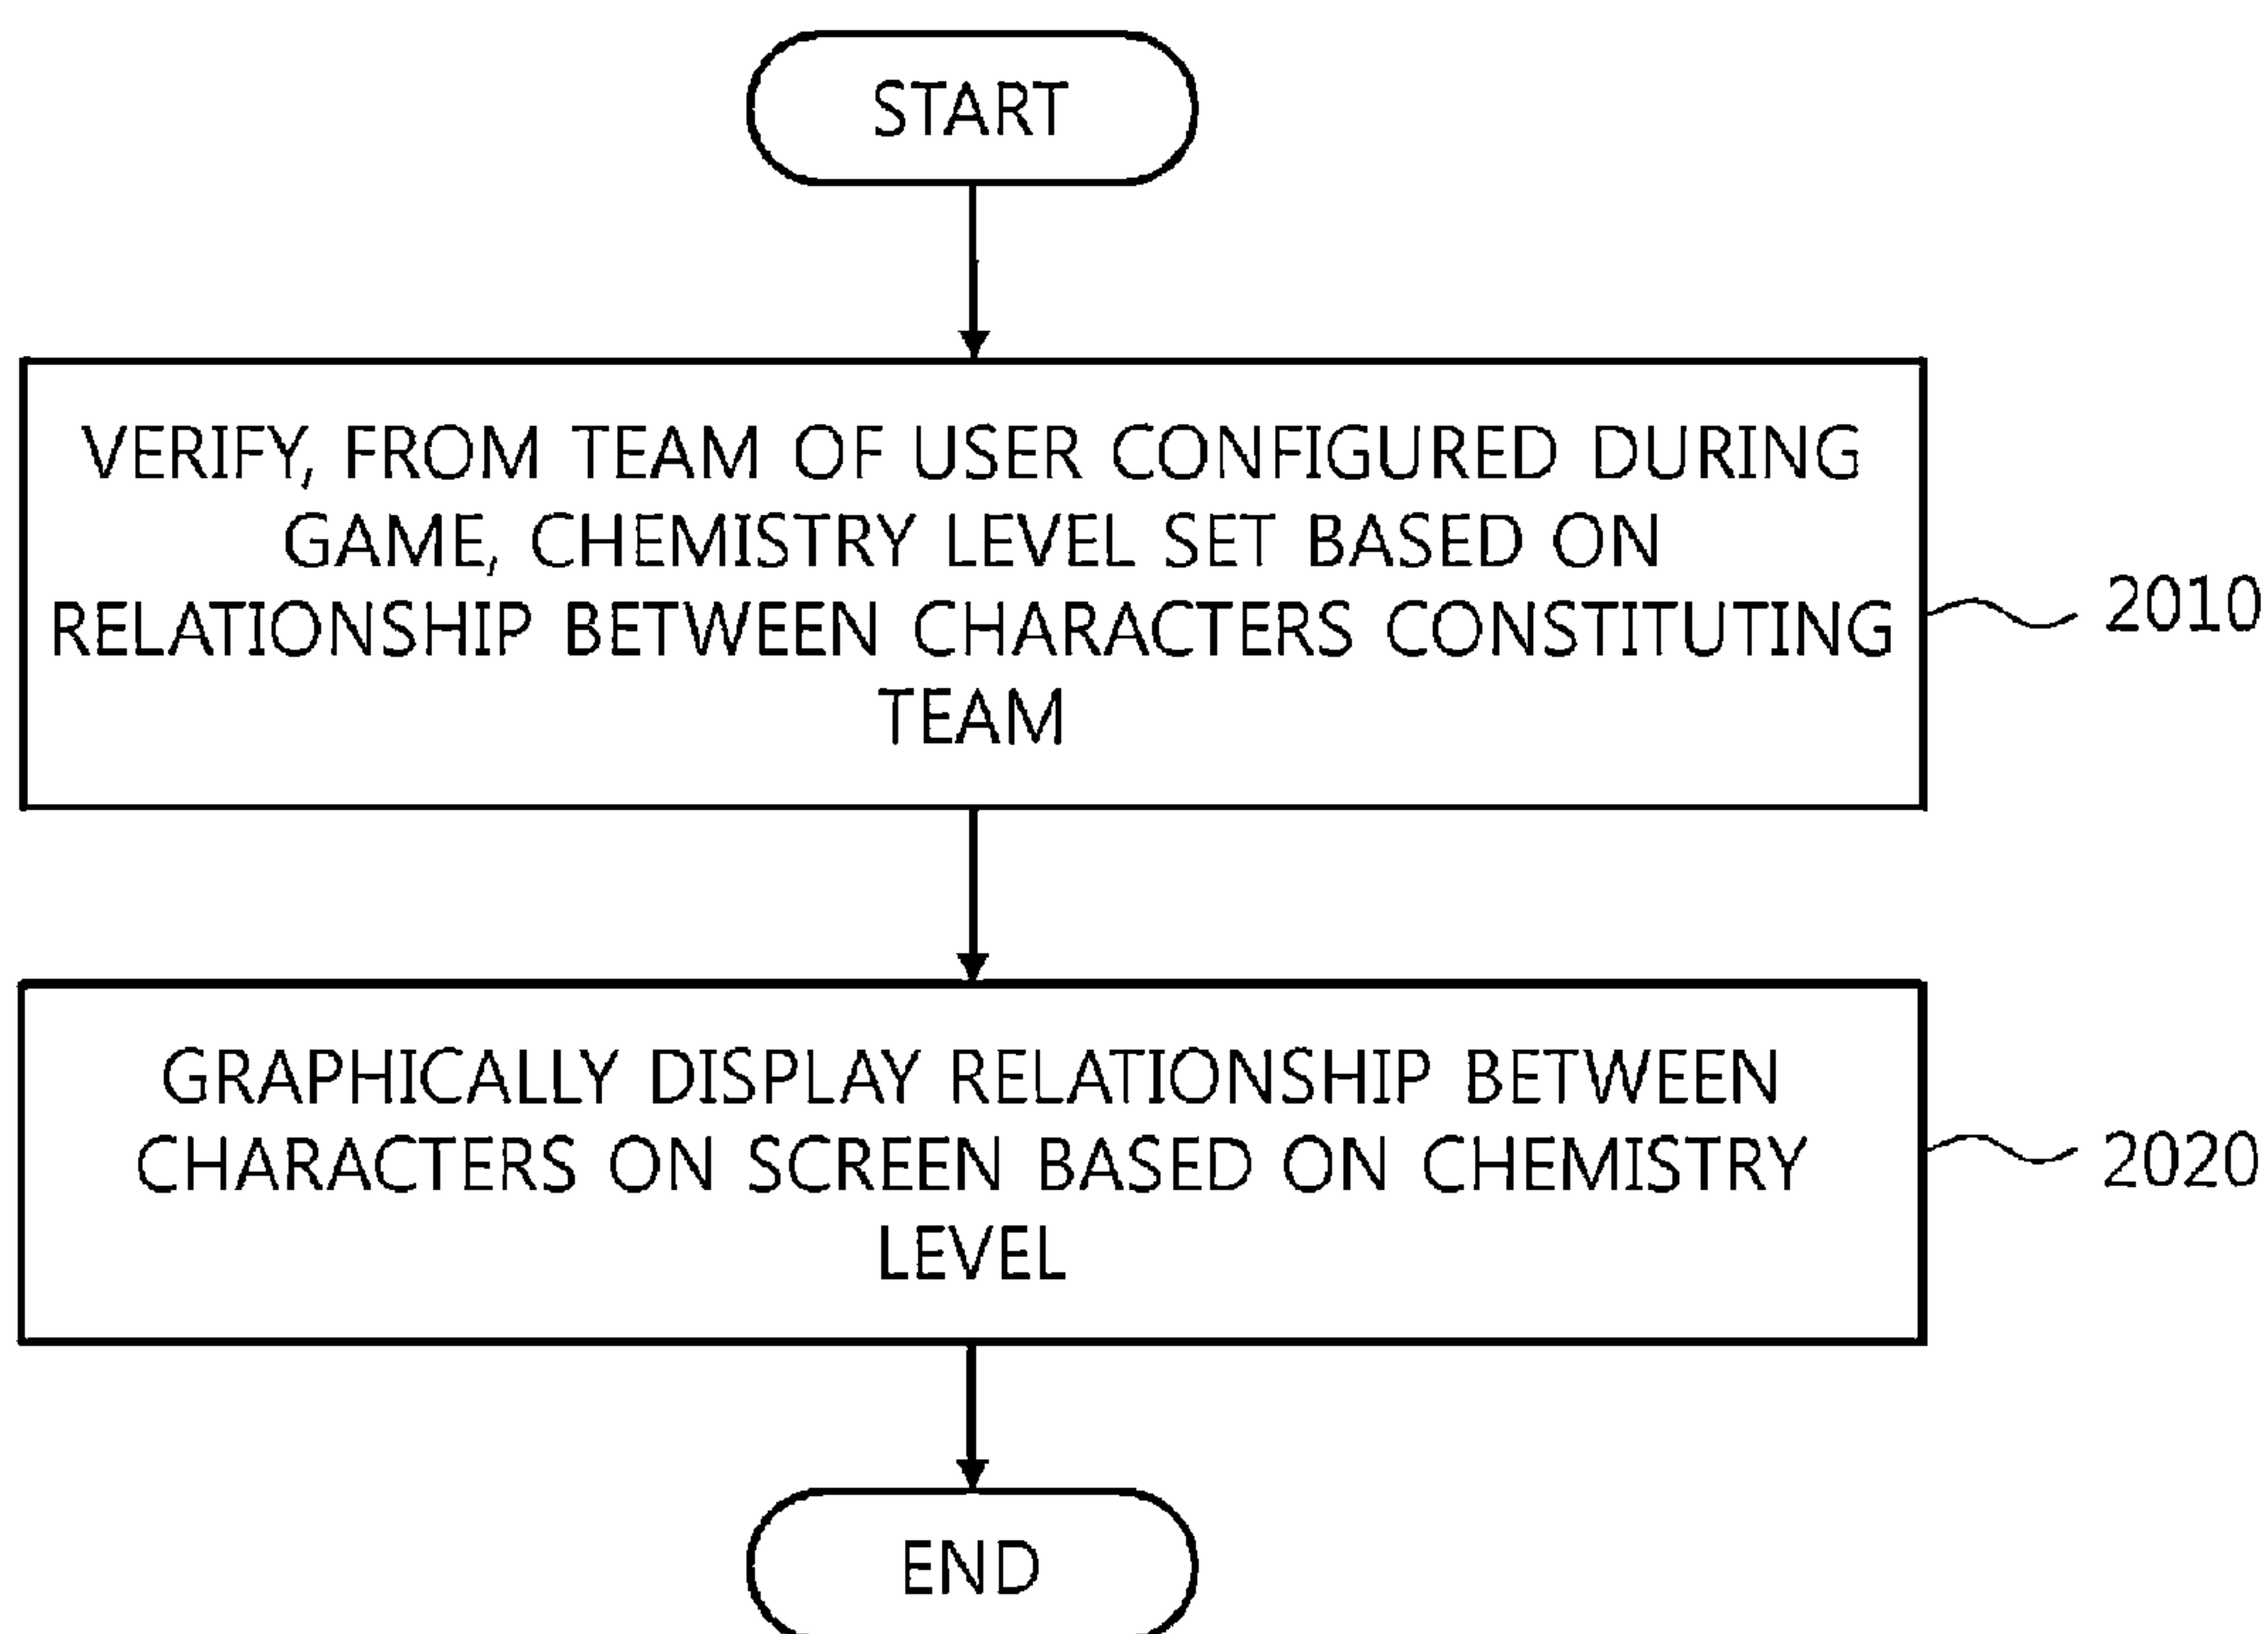 START
VERIFY, FROM TEAM OF USER CONFIGURED DURING
GAME, CHEMISTRY LEVEL SET BASED ON
RELATIONSHIP BETWEEN CHARACTERS CONSTITUTING
TEAM
2010
GRAPHICALLY DISPLAY RELATIONSHIP BETWEEN
CHARACTERS ON SCREEN BASED ON CHEMISTRY
LEVEL
2020
END